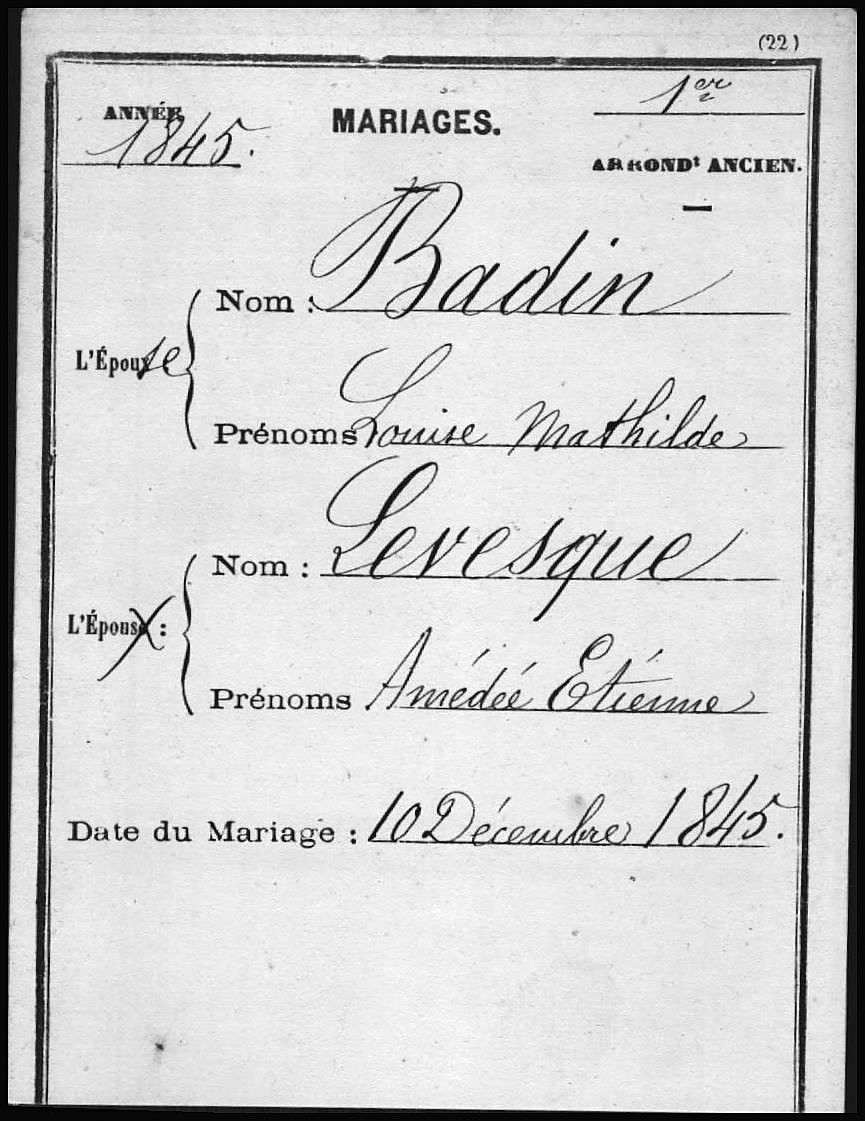 (22)
ANNÉE 1845.
MARIAGES.
1er
ARRONDt ANCIEN.
L'Épouse
Nom : Badin
Prénoms Louise Mathilde
L'Époux :
Nom : Levesque
Prénoms Amédée Etienne
Date du Mariage : 10 Décembre 1845.